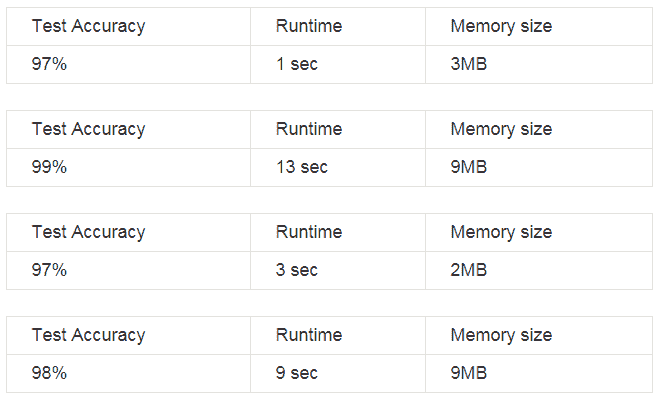 Test Accuracy Runtime Memory size
97% 1 sec 3MB
Test Accuracy Runtime Memory size
99% 13 sec 9MB
Test Accuracy Runtime Memory size
97% 3 sec 2MB
Test Accuracy Runtime Memory size
98% 9 sec 9MB